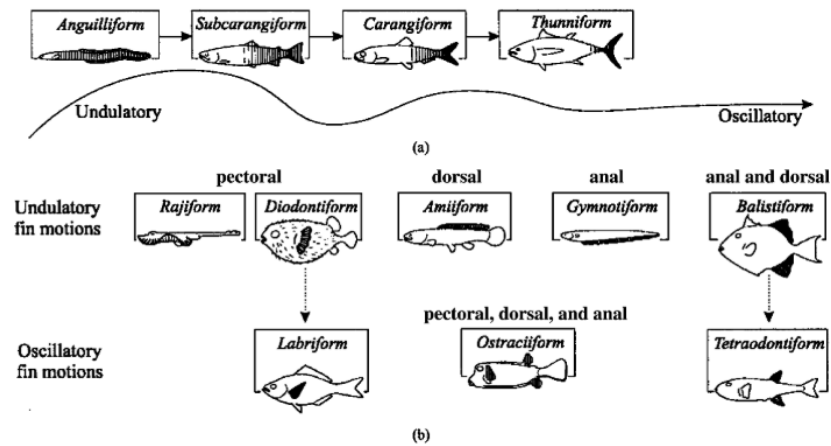 Anguilliform Subcarangiform Carangiform Thunniform
Undulatory
Oscillatory
(a)
pectoral dorsal anal anal and dorsal
Undulatory
fin motions
Rajiform Diodontiform Amiiform Gymnotiform Balistiform
pectoral, dorsal, and anal
Oscillatory
fin motions
Labriform Ostraciiform Tetraodontiform
(b)